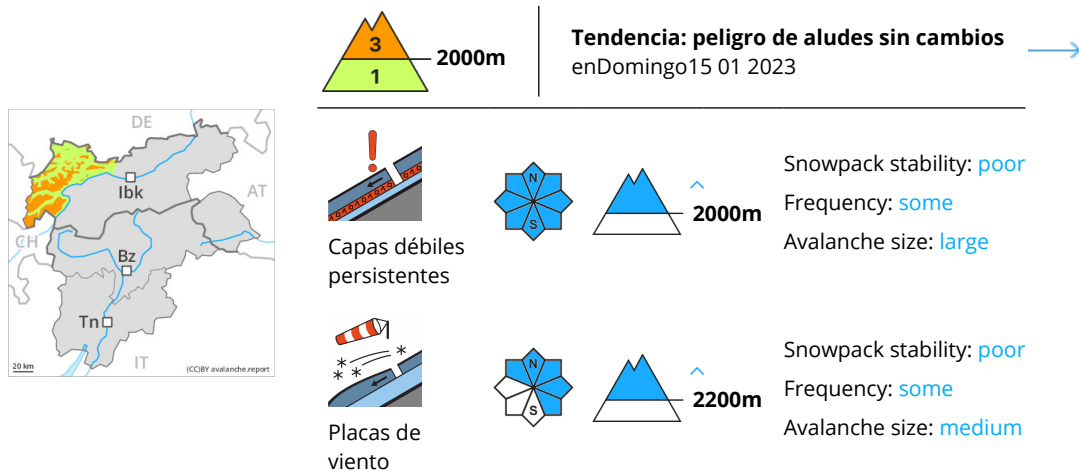 3
2000m
1
Tendencia: peligro de aludes sin cambios
enDomingo15 01 2023
DE
AT
CH
IT
Ibk
Bz
Tn
20 km
(CC)BY avalanche.report
Capas débiles
persistentes
N
S
2000m
Snowpack stability: poor
Frequency: some
Avalanche size: large
Placas de
viento
N
S
2200m
Snowpack stability: poor
Frequency: some
Avalanche size: medium